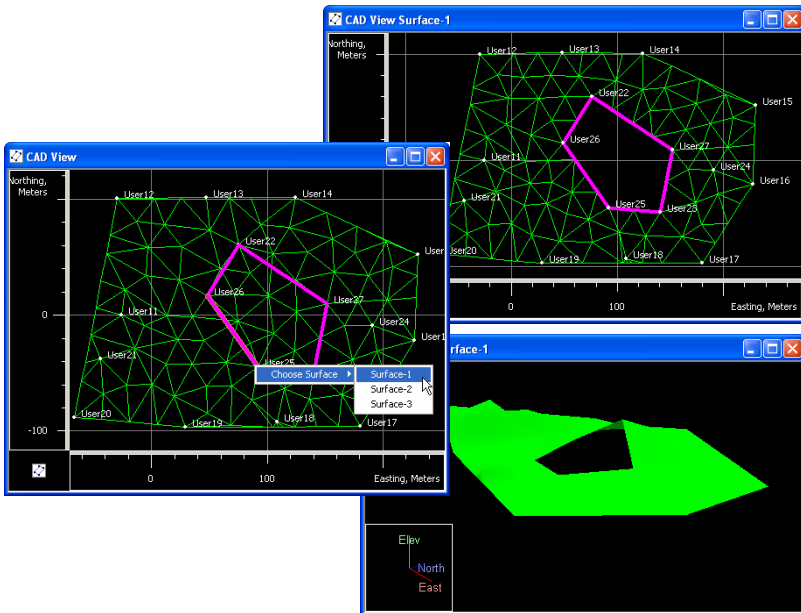 CAD View Surface-1
Northing,
Meters
User12
User13
User14
User22
User15
User26
User27
User11
User24
User16
User21
User25
User23
User20
User19
User18
User17
0
100
Easting, Meters
CAD View
Northing,
Meters
User12
User13
User14
User22
User
User26
User27
0
User11
User24
User1
User21
User25
Choose Surface
Surface-1
Surface-2
Surface-3
User20
User19
User18
User17
-100
0
100
Easting, Meters
rface-1
Elev
North
East